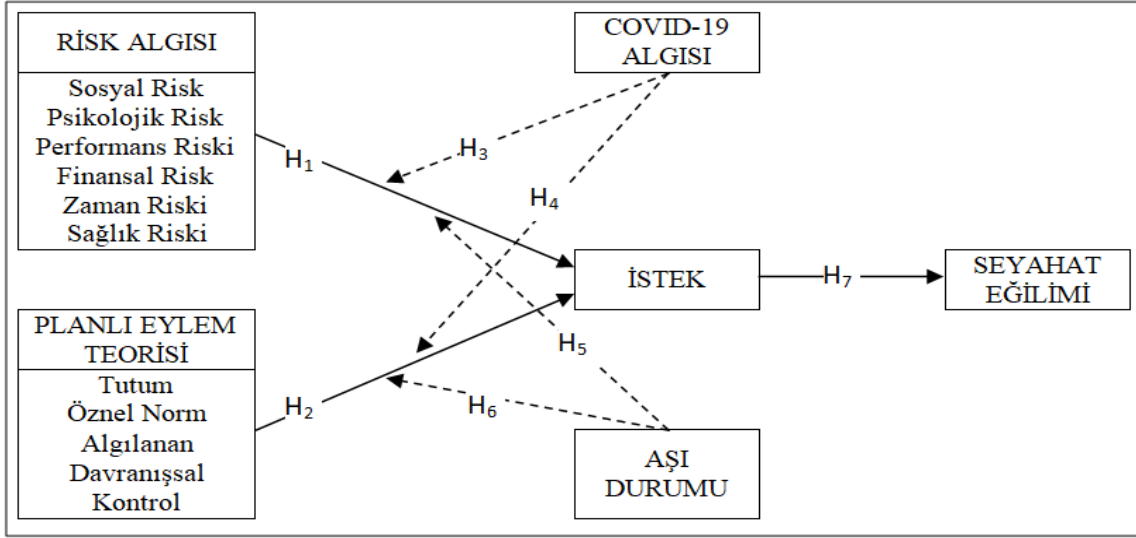 RİSK ALGISI
Sosyal Risk
Psikolojik Risk
Performans Riski
Finansal Risk
Zaman Riski
Sağlık Riski
COVID-19
ALGISI
H₁
H₃
H₄
İSTEK
H₇
SEYAHAT
EĞİLİMİ
PLANLI EYLEM
TEORİSİ
Tutum
Öznel Norm
Algılanan
Davranışsal
Kontrol
H₂
H₅
H₆
AŞI
DURUMU